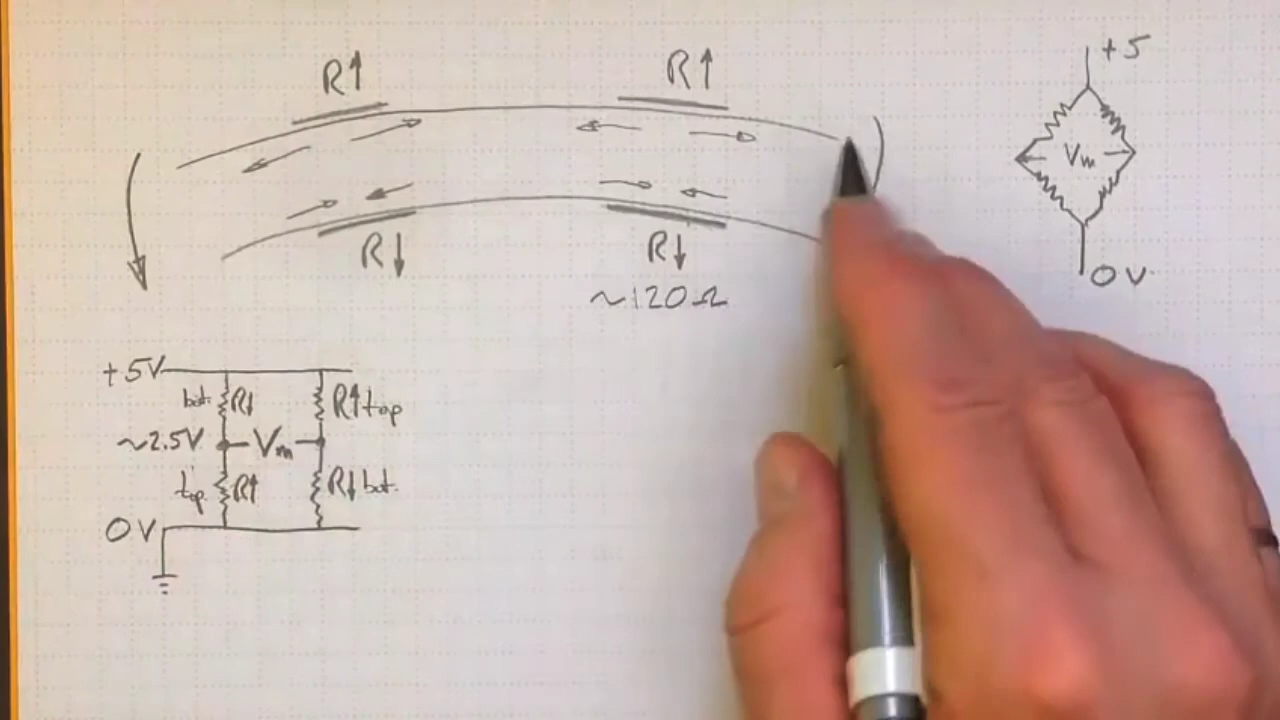 R↑ R↑
+5
Vm
0V
R↓ R↓
~120Ω
+5V
bot. R↓ R↑ top
~2.5V Vm
top. R↑ R↓ bot.
0V